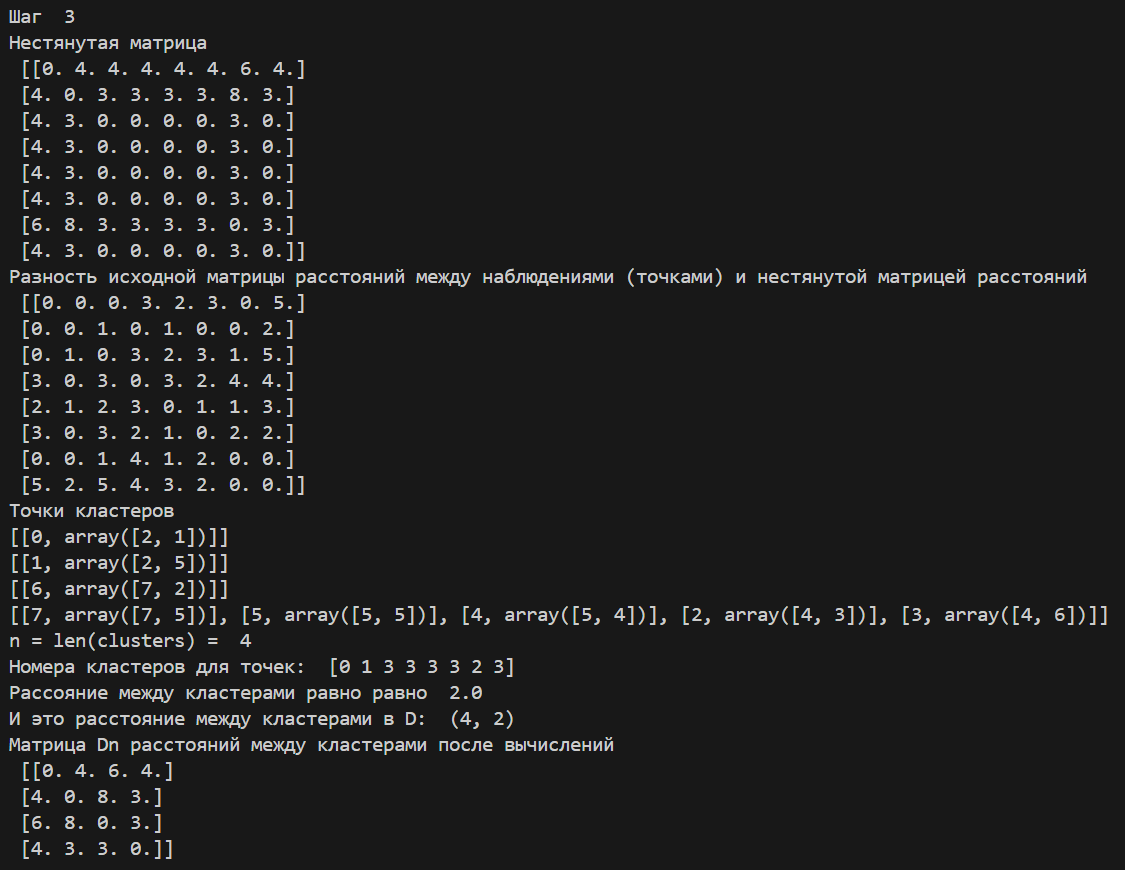 Шаг  3
Нестянутая матрица
 [[0. 4. 4. 4. 4. 4. 6. 4.]
 [4. 0. 3. 3. 3. 3. 8. 3.]
 [4. 3. 0. 0. 0. 0. 3. 0.]
 [4. 3. 0. 0. 0. 0. 3. 0.]
 [4. 3. 0. 0. 0. 0. 3. 0.]
 [4. 3. 0. 0. 0. 0. 3. 0.]
 [6. 8. 3. 3. 3. 3. 0. 3.]
 [4. 3. 0. 0. 0. 0. 3. 0.]]
Разность исходной матрицы расстояний между наблюдениями (точками) и нестянутой матрицей расстояний
 [[0. 0. 0. 3. 2. 3. 0. 5.]
 [0. 0. 1. 0. 1. 0. 0. 2.]
 [0. 1. 0. 3. 2. 3. 1. 5.]
 [3. 0. 3. 0. 3. 2. 4. 4.]
 [2. 1. 2. 3. 0. 1. 1. 3.]
 [3. 0. 3. 2. 1. 0. 2. 2.]
 [0. 0. 1. 4. 1. 2. 0. 0.]
 [5. 2. 5. 4. 3. 2. 0. 0.]]
Точки кластеров
[[0, array([2, 1])]]
[[1, array([2, 5])]]
[[6, array([7, 2])]]
[[7, array([7, 5])], [5, array([5, 5])], [4, array([5, 4])], [2, array([4, 3])], [3, array([4, 6])]]
n = len(clusters) =  4
Номера кластеров для точек:  [0 1 3 3 3 3 2 3]
Рассояние между кластерами равно равно  2.0
И это расстояние между кластерами в D:  (4, 2)
Матрица Dn расстояний между кластерами после вычислений
 [[0. 4. 6. 4.]
 [4. 0. 8. 3.]
 [6. 8. 0. 3.]
 [4. 3. 3. 0.]]